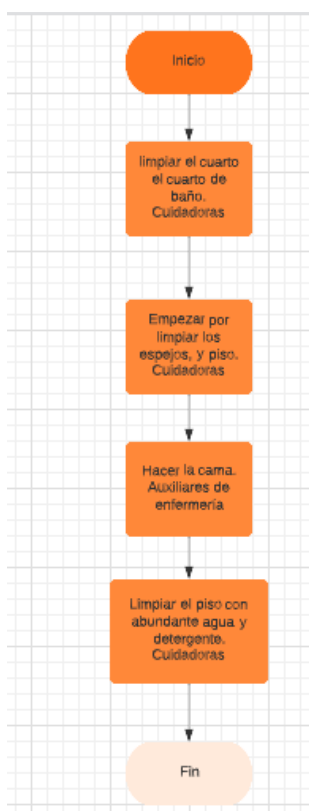 Inicio
limpiar el cuarto
el cuarto de
baño.
Cuidadoras
Empezar por
limpiar los
espejos, y piso.
Cuidadoras
Hacer la cama.
Auxiliares de
enfermería
Limpiar el piso con
abundante agua y
detergente.
Cuidadoras
Fin